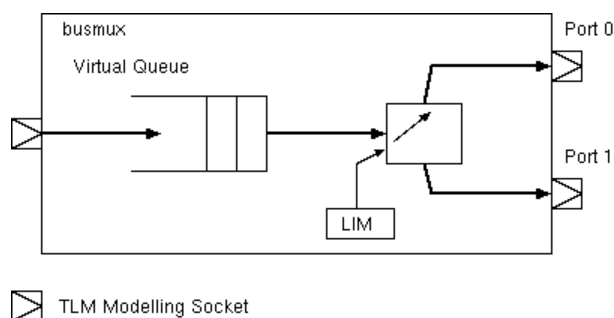 busmux
Port 0
Virtual Queue
Port 1
LIM
TLM Modelling Socket